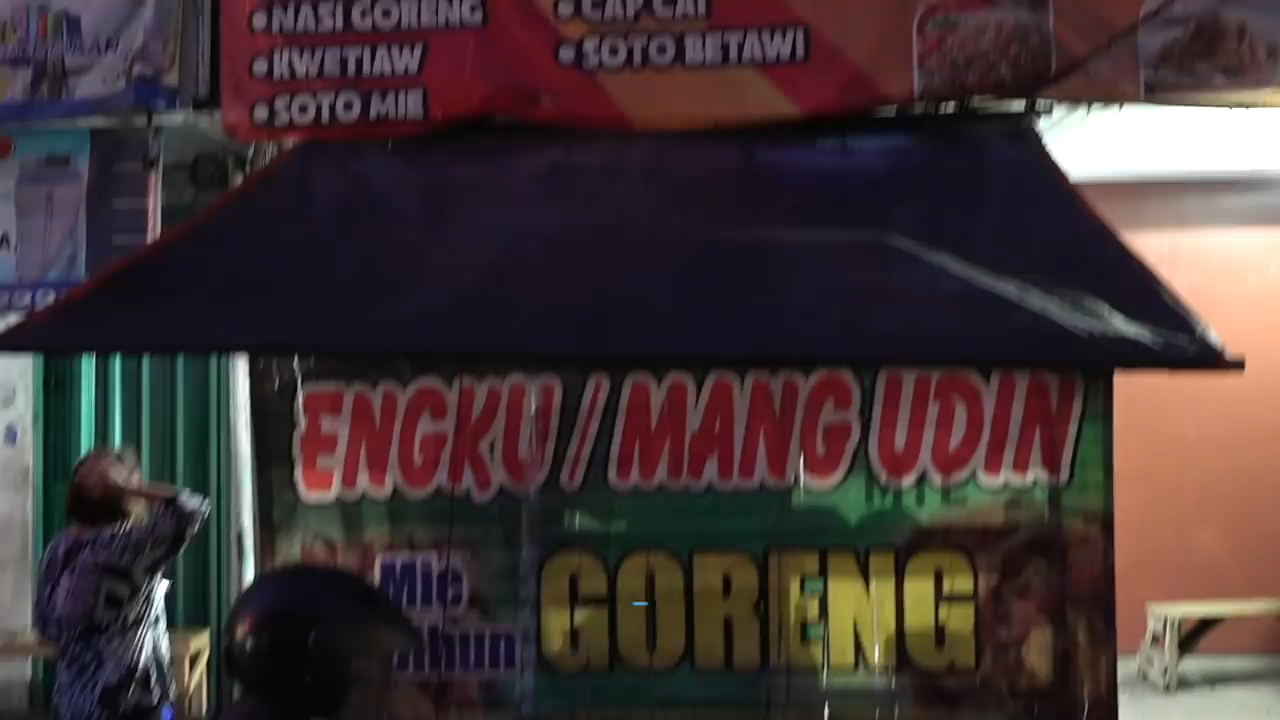 • NASI GORENG
• KWETIAW
• SOTO MIE
• CAP CAI
• SOTO BETAWI
ENGKU / MANG UDIN
Mie
GORENG